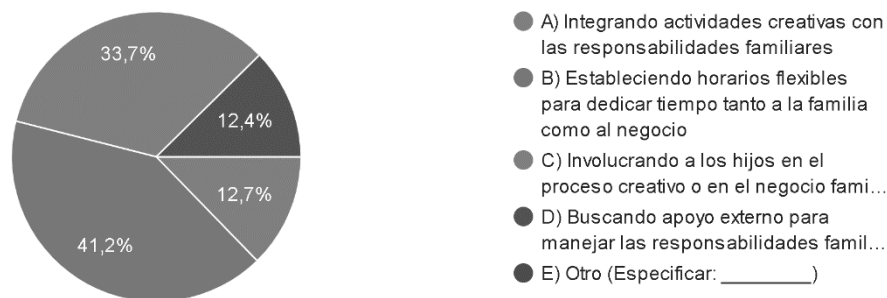 33,7%
12,4%
12,7%
41,2%
A) Integrando actividades creativas con
las responsabilidades familiares
B) Estableciendo horarios flexibles
para dedicar tiempo tanto a la familia
como al negocio
C) Involucrando a los hijos en el
proceso creativo o en el negocio fami…
D) Buscando apoyo externo para
manejar las responsabilidades famil…
E) Otro (Especificar: _________)